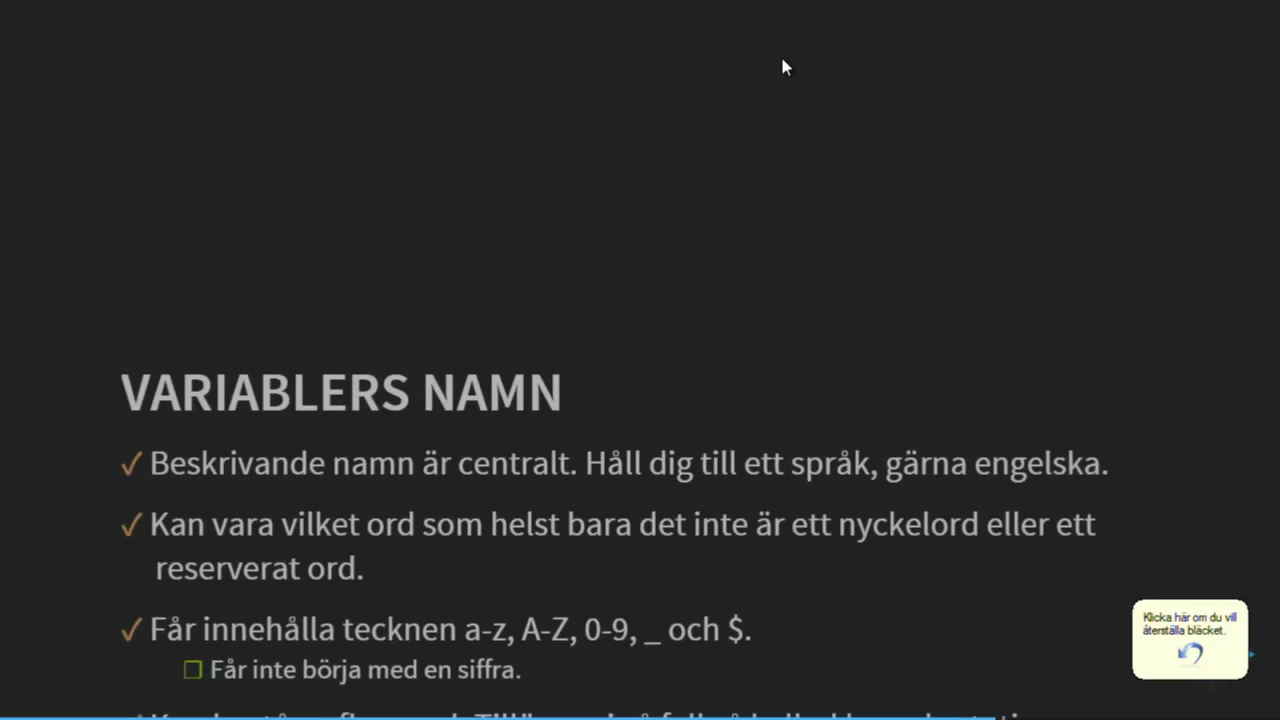 VARIABLERS NAMN
✓ Beskrivande namn är centralt. Håll dig till ett språk, gärna engelska.
✓ Kan vara vilket ord som helst bara det inte är ett nyckelord eller ett
reserverat ord.
✓ Får innehålla tecknen a-z, A-Z, 0-9, _ och $.
❐ Får inte börja med en siffra.
Klicka här om du vill
återställa bläcket.